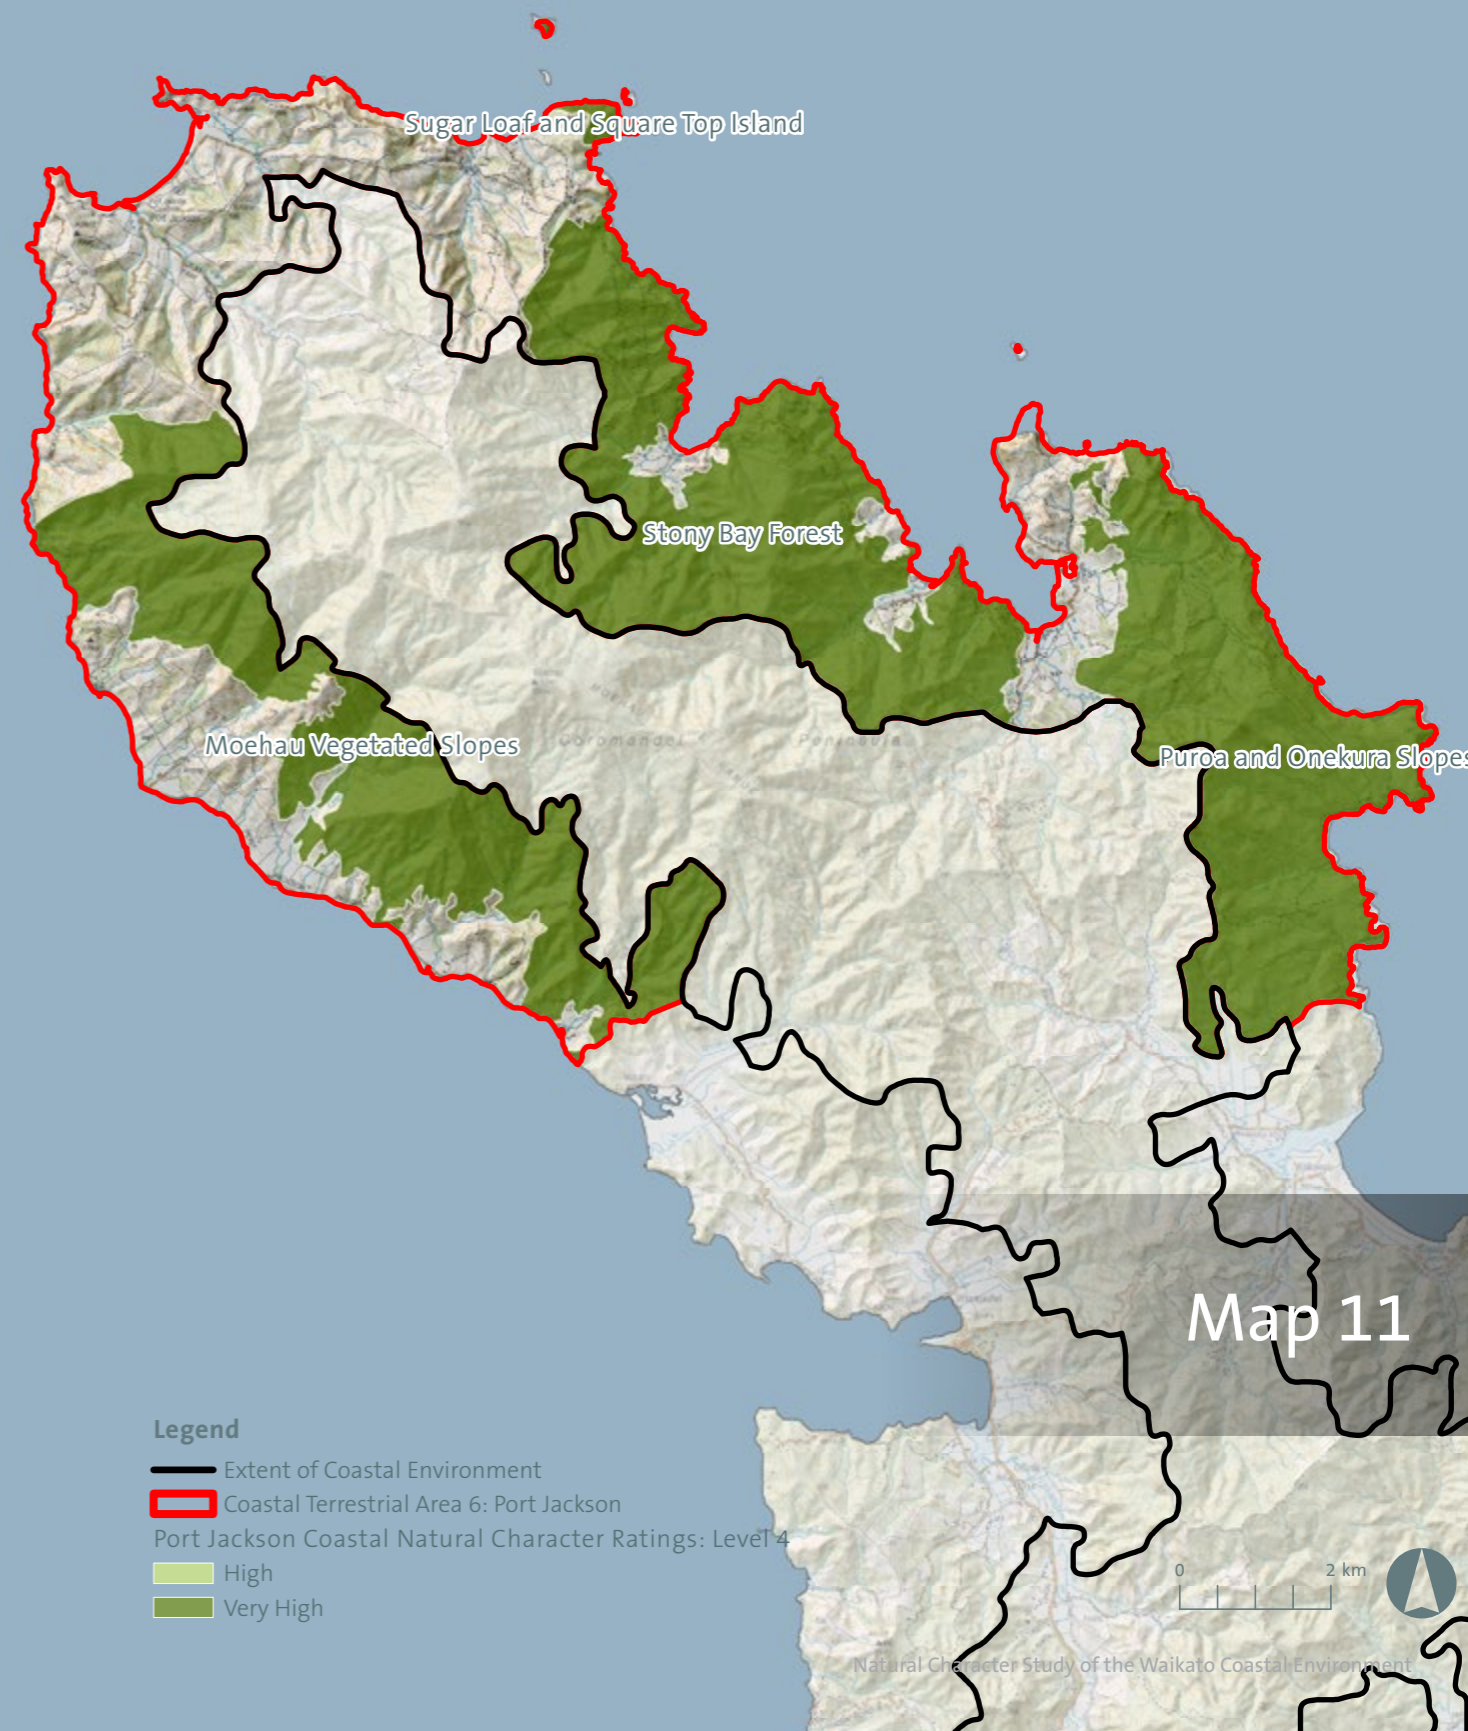 Sugar Loaf and Square Top Island
Stony Bay Forest
Moehau Vegetated Slopes
Coromandel Peninsula
Puroa and Onekura Slopes
Map 11
Legend
Extent of Coastal Environment
Coastal Terrestrial Area 6: Port Jackson
Port Jackson Coastal Natural Character Ratings: Level 4
High
Very High
0 2 km
Natural Character Study of the Waikato Coastal Environment